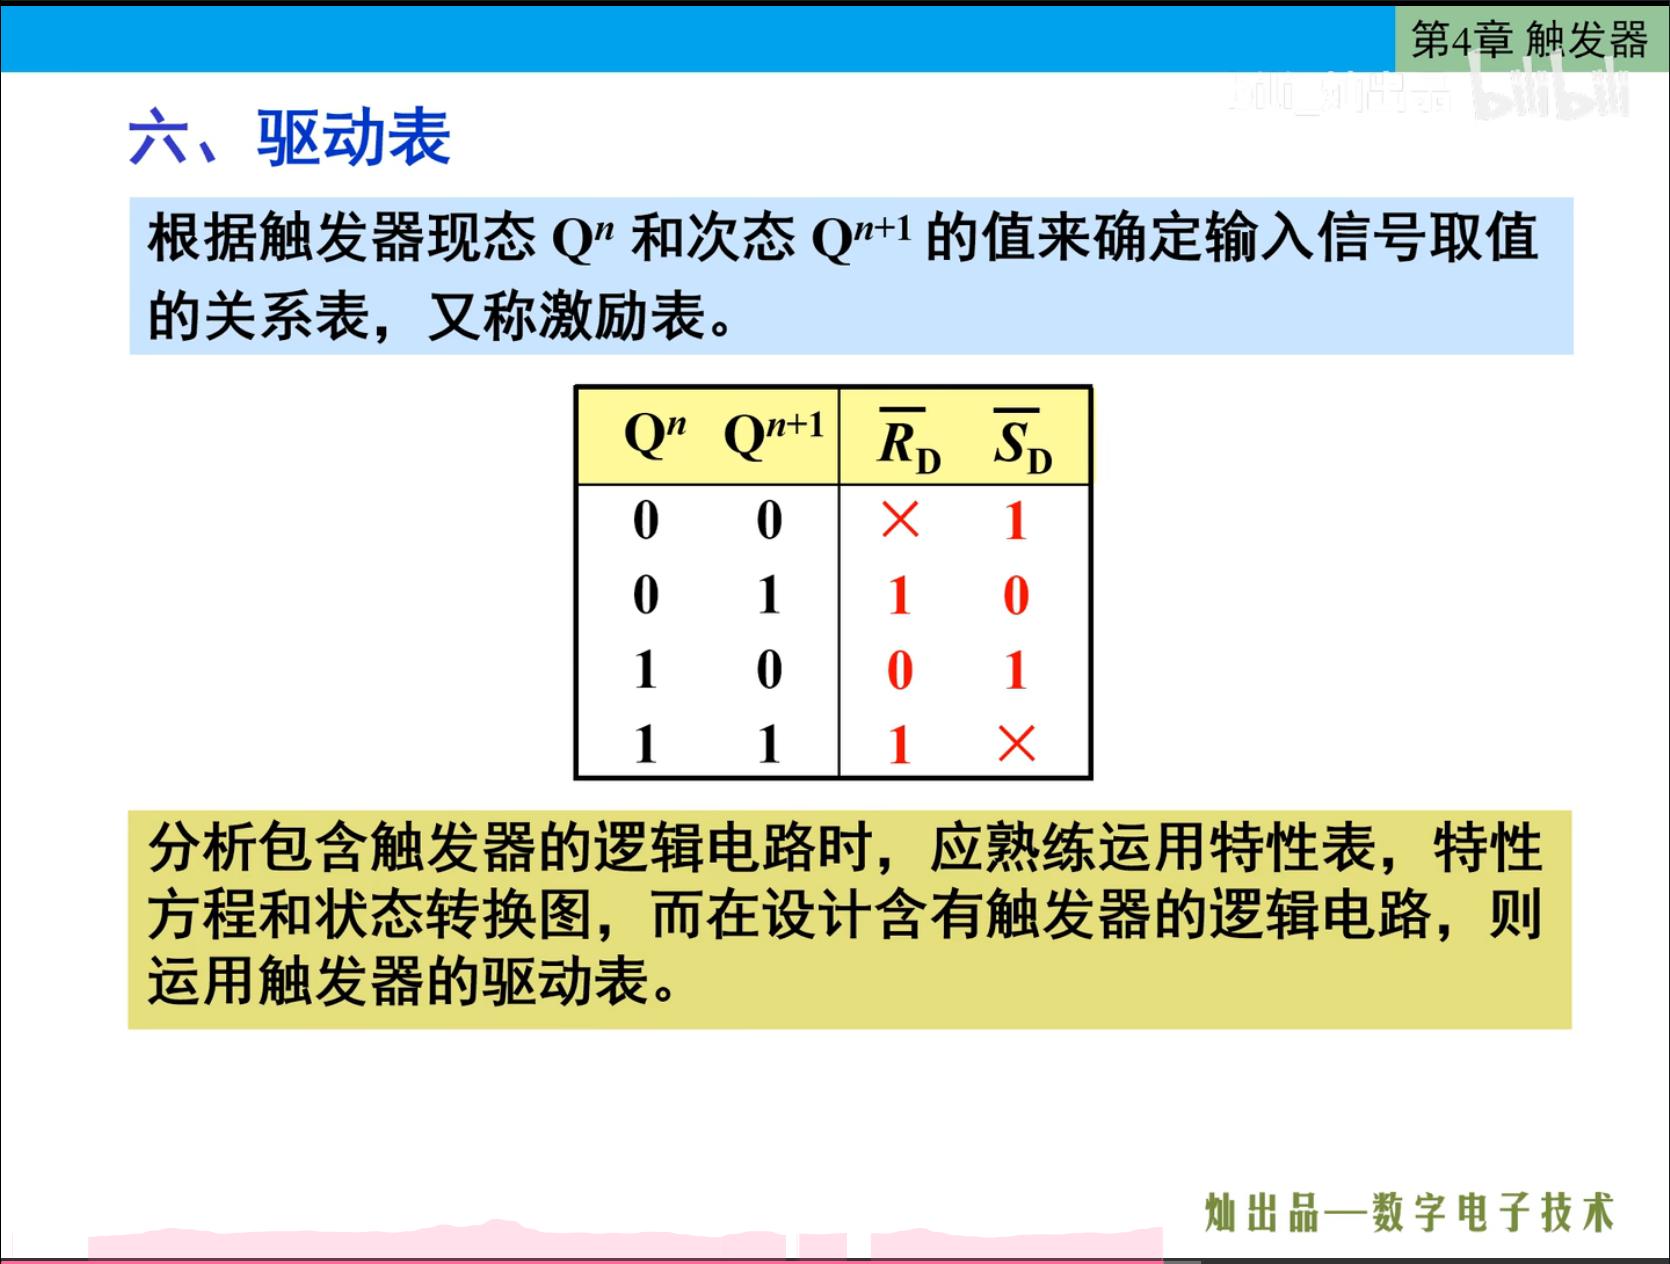 第4章 触发器
bilibili
六、驱动表
根据触发器现态 Qⁿ 和次态 Qⁿ⁺¹ 的值来确定输入信号取值
的关系表，又称激励表。
Qⁿ Qⁿ⁺¹ R̅_D S̅_D
0 0 × 1
0 1 1 0
1 0 0 1
1 1 1 ×
分析包含触发器的逻辑电路时，应熟练运用特性表，特性
方程和状态转换图，而在设计含有触发器的逻辑电路，则
运用触发器的驱动表。
灿出品—数字电子技术